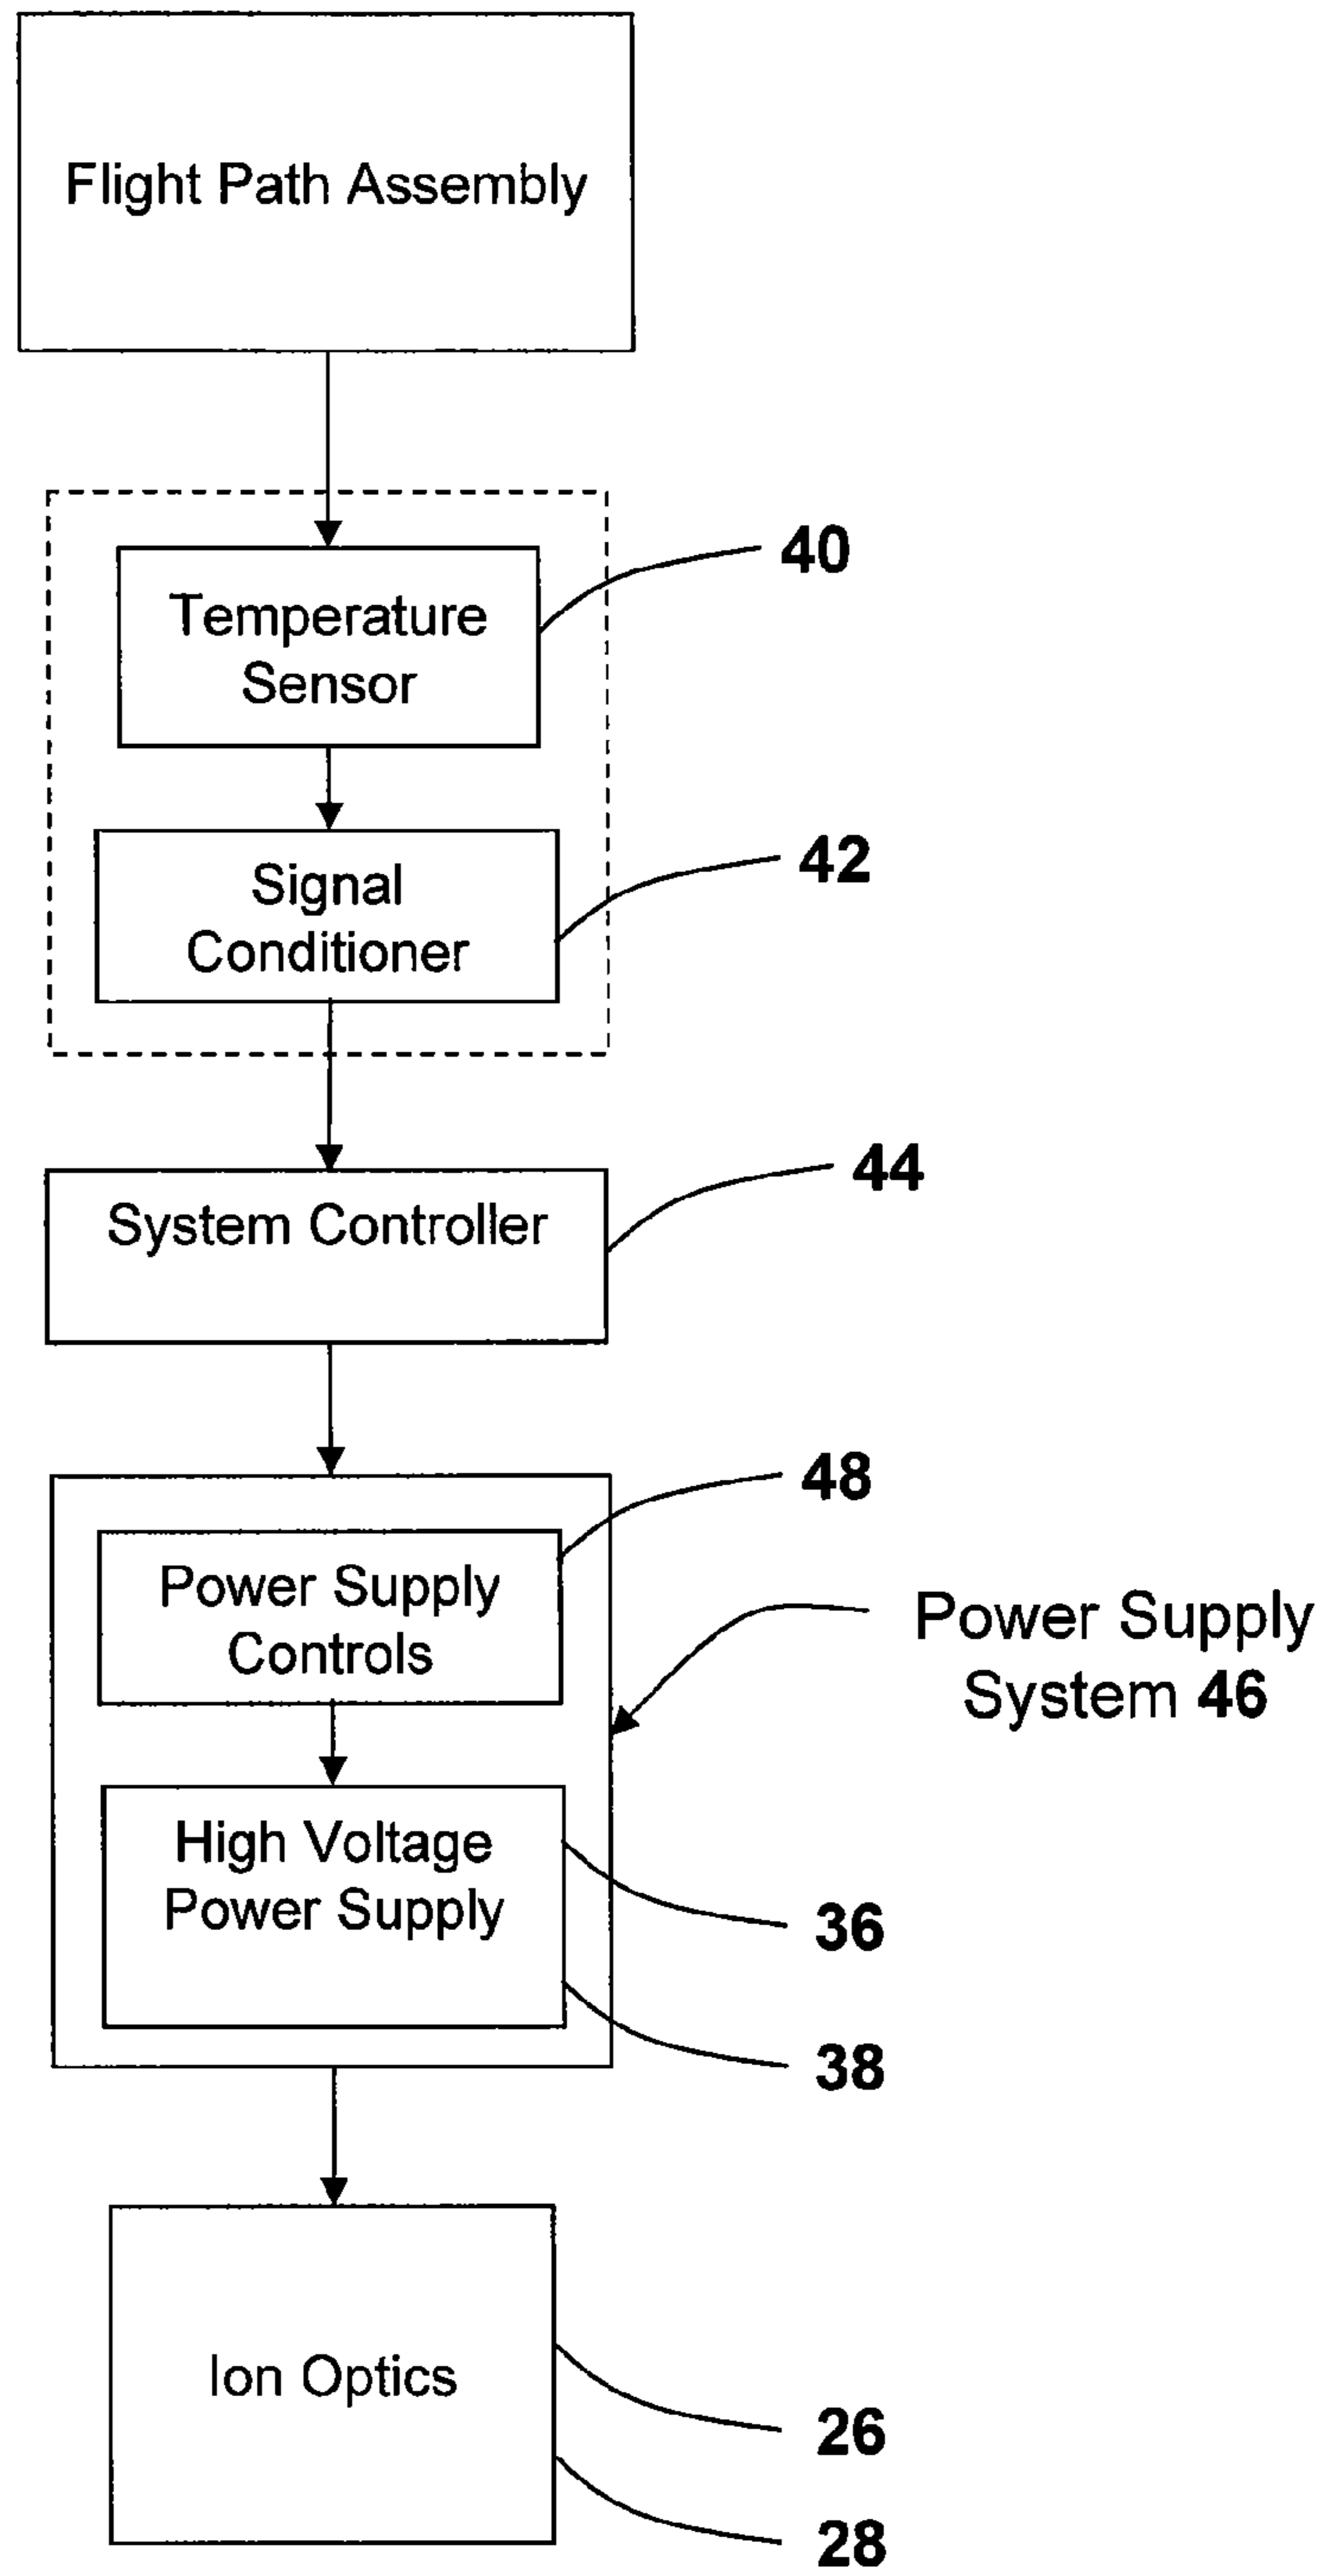 Flight Path Assembly
40
Temperature
Sensor
42
Signal
Conditioner
44
System Controller
48
Power Supply
Controls
Power Supply
System 46
High Voltage
Power Supply
36
38
Ion Optics
26
28